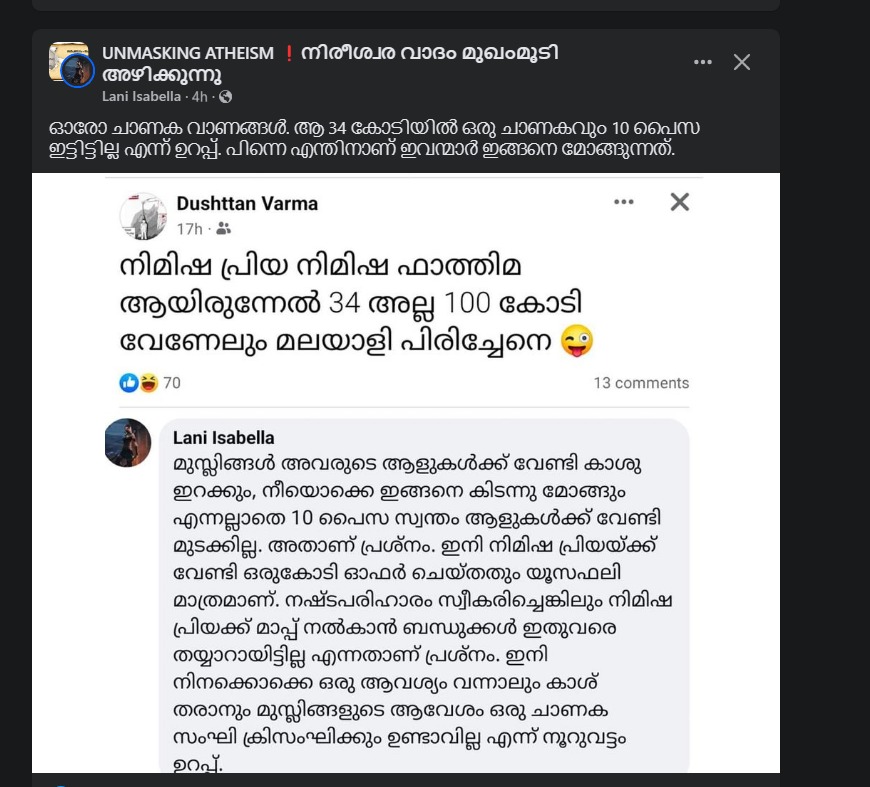 UNMASKING ATHEISM ❗നിരീശ്വര വാദം മുഖംമൂടി
അഴിക്കുന്നു
Lani Isabella · 4h ·
ഓരോ ചാണക വാണങ്ങൾ. ആ 34 കോടിയിൽ ഒരു ചാണകവും 10 പൈസ
ഇട്ടിട്ടില്ല എന്ന് ഉറപ്പ്. പിന്നെ എന്തിനാണ് ഇവന്മാർ ഇങ്ങനെ മോങ്ങുന്നത്.
Dushttan Varma
17h ·
നിമിഷ പ്രിയ നിമിഷ ഫാത്തിമ
ആയിരുന്നേൽ 34 അല്ല 100 കോടി
വേണേലും മലയാളി പിരിച്ചേനെ 😜
70
13 comments
Lani Isabella
മുസ്ലിങ്ങൾ അവരുടെ ആളുകൾക്ക് വേണ്ടി കാശു
ഇറക്കും, നീയൊക്കെ ഇങ്ങനെ കിടന്നു മോങ്ങും
എന്നല്ലാതെ 10 പൈസ സ്വന്തം ആളുകൾക്ക് വേണ്ടി
മുടക്കില്ല. അതാണ് പ്രശ്നം. ഇനി നിമിഷ പ്രിയയ്ക്ക്
വേണ്ടി ഒരുകോടി ഓഫർ ചെയ്തതും യൂസഫലി
മാത്രമാണ്. നഷ്ടപരിഹാരം സ്വീകരിച്ചെങ്കിലും നിമിഷ
പ്രിയക്ക് മാപ്പ് നൽകാൻ ബന്ധുക്കൾ ഇതുവരെ
തയ്യാറായിട്ടില്ല എന്നതാണ് പ്രശ്നം. ഇനി
നിനക്കൊക്കെ ഒരു ആവശ്യം വന്നാലും കാശ്
തരാനും മുസ്ലിങ്ങളുടെ ആവേശം ഒരു ചാണക
സംഘി ക്രിസംഘിക്കും ഉണ്ടാവില്ല എന്ന് നൂറുവട്ടം
ഉറപ്പ്.